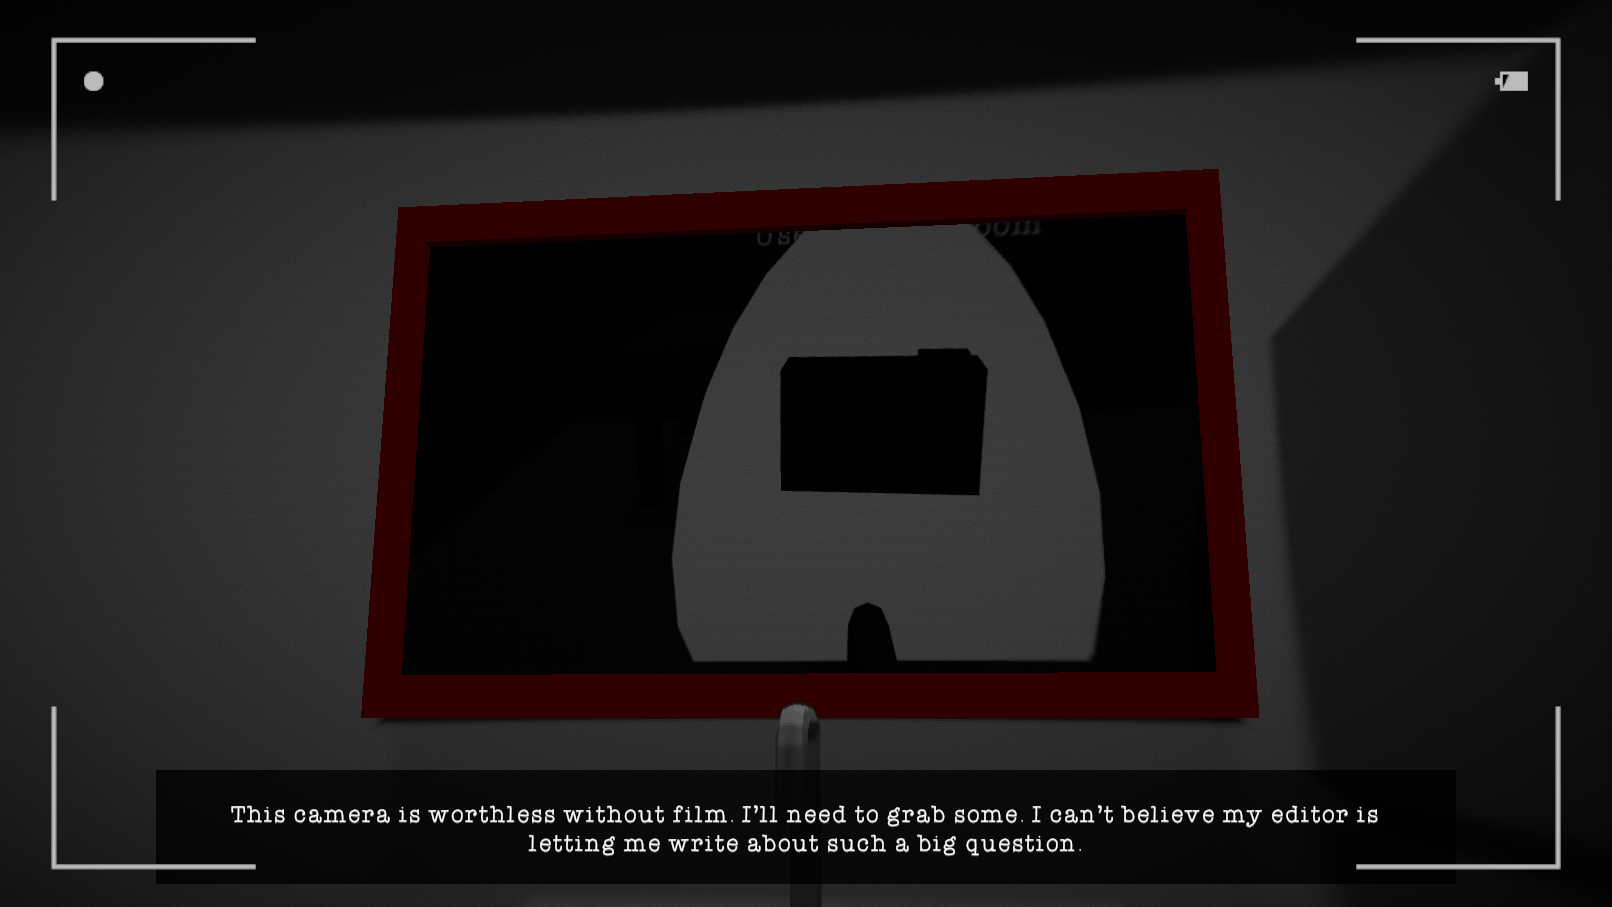 This camera is worthless without film. I'll need to grab some. I can't believe my editor is
letting me write about such a big question.